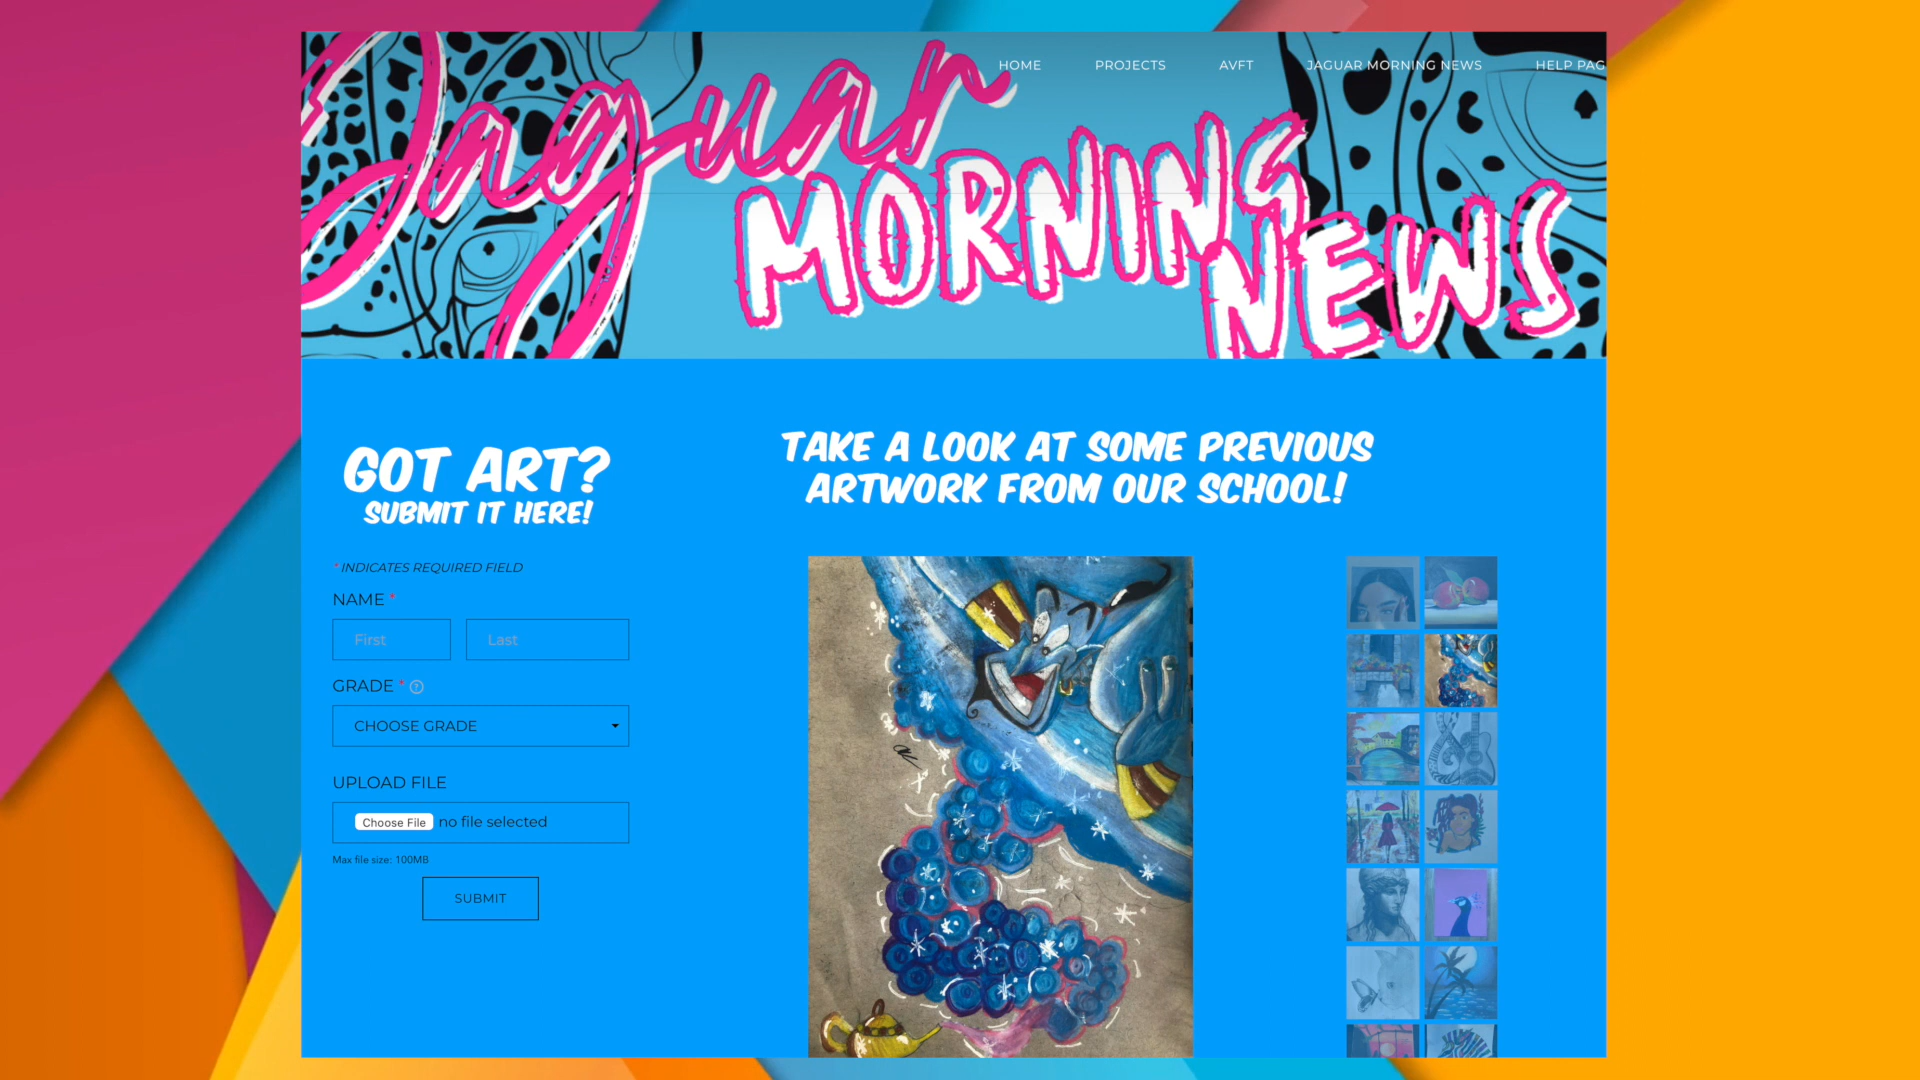 HOME PROJECTS AVFT JAGUAR MORNING NEWS HELP PAG
Jaguar
MORNING
NEWS
GOT ART?
SUBMIT IT HERE!
TAKE A LOOK AT SOME PREVIOUS
ARTWORK FROM OUR SCHOOL!
*INDICATES REQUIRED FIELD
NAME *
First Last
GRADE * ?
CHOOSE GRADE
UPLOAD FILE
Choose File no file selected
Max file size: 100MB
SUBMIT